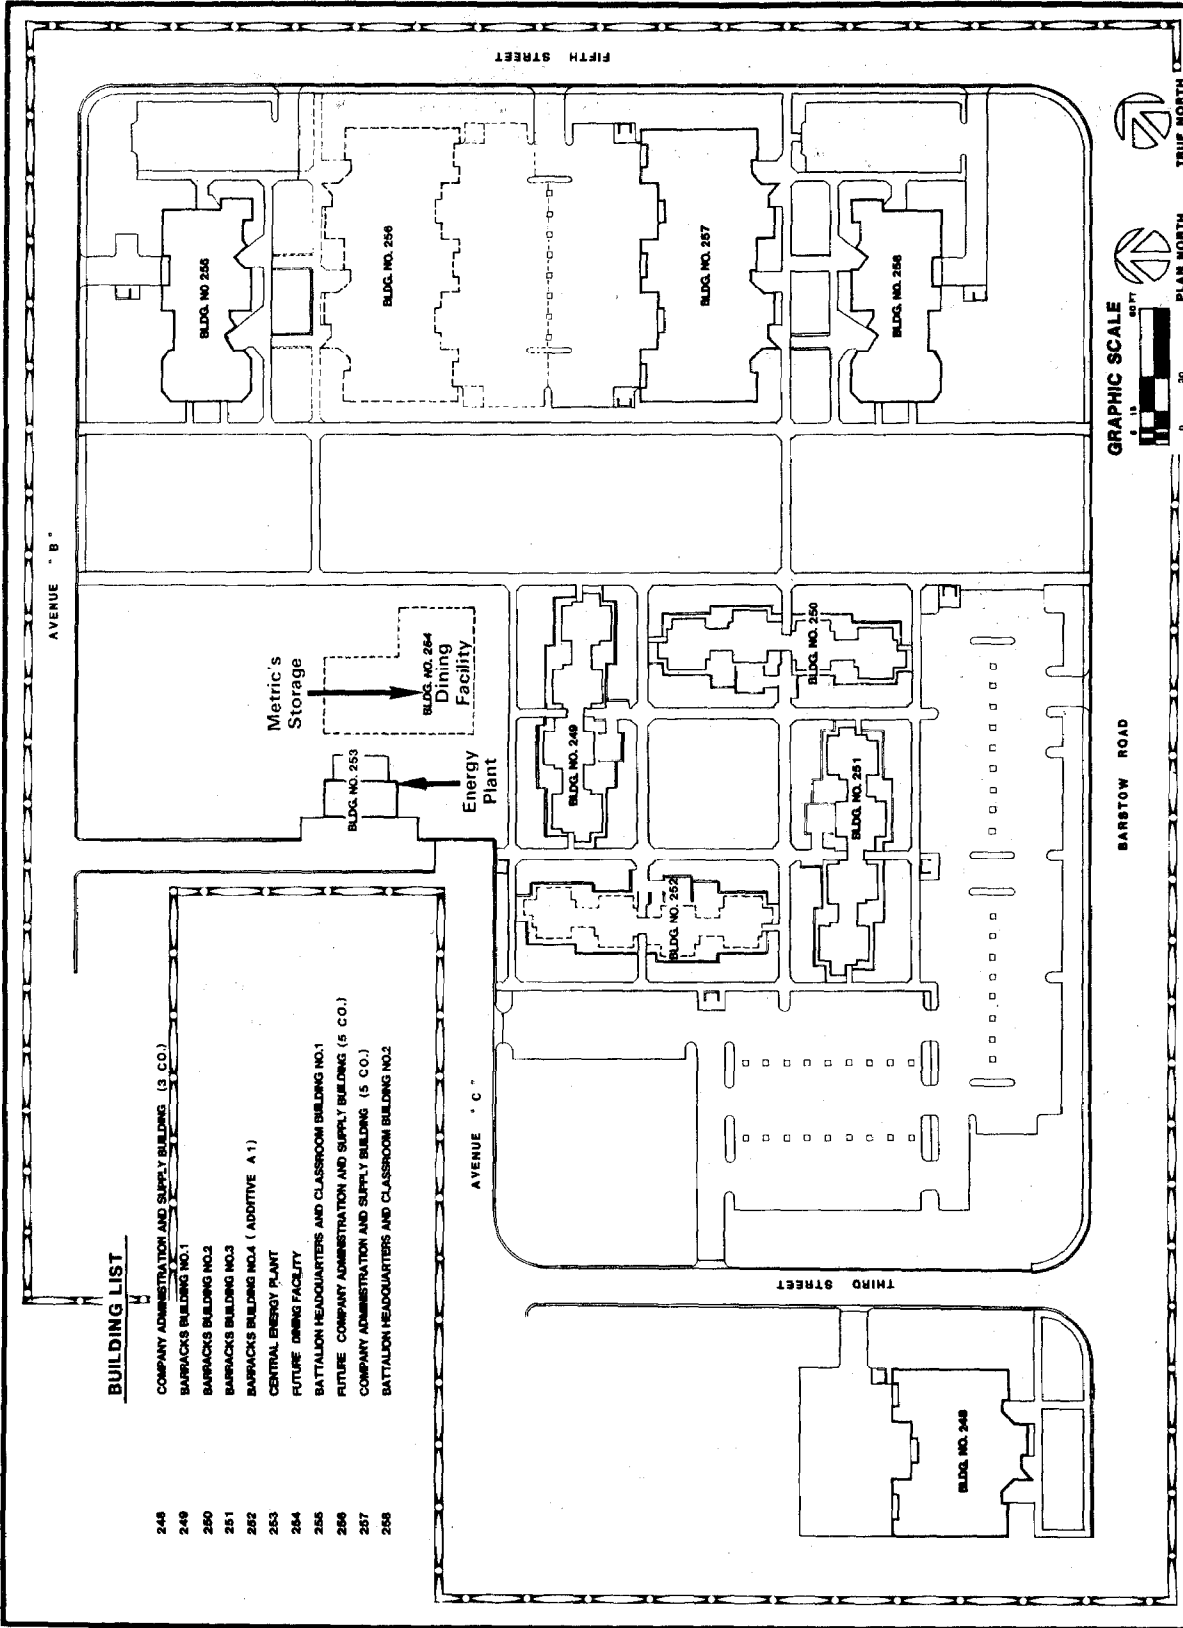 BUILDING LIST
248 COMPANY ADMINISTRATION AND SUPPLY BUILDING (3 CO.)
249 BARRACKS BUILDING NO.1
250 BARRACKS BUILDING NO.2
251 BARRACKS BUILDING NO.3
252 BARRACKS BUILDING NO.4 ( ADDITIVE A 1)
253 CENTRAL ENERGY PLANT
254 FUTURE DINING FACILITY
255 BATTALION HEADQUARTERS AND CLASSROOM BUILDING NO.1
256 FUTURE COMPANY ADMINISTRATION AND SUPPLY BUILDING (5 CO.)
257 COMPANY ADMINISTRATION AND SUPPLY BUILDING (5 CO.)
258 BATTALION HEADQUARTERS AND CLASSROOM BUILDING NO.2
AVENUE "B"
FIFTH STREET
BLDG. NO 255
BLDG. NO. 256
BLDG. NO. 257
BLDG. NO. 258
Metric's
Storage
BLDG. NO. 254
Dining
Facility
BLDG. NO. 253
Energy
Plant
BLDG. NO. 249
BLDG. NO. 250
BLDG. NO. 251
BLDG. NO. 252
AVENUE "C"
THIRD STREET
BLDG. NO. 248
BARSTOW ROAD
GRAPHIC SCALE
15 60 FT
0 30
PLAN NORTH
TRUE NORTH